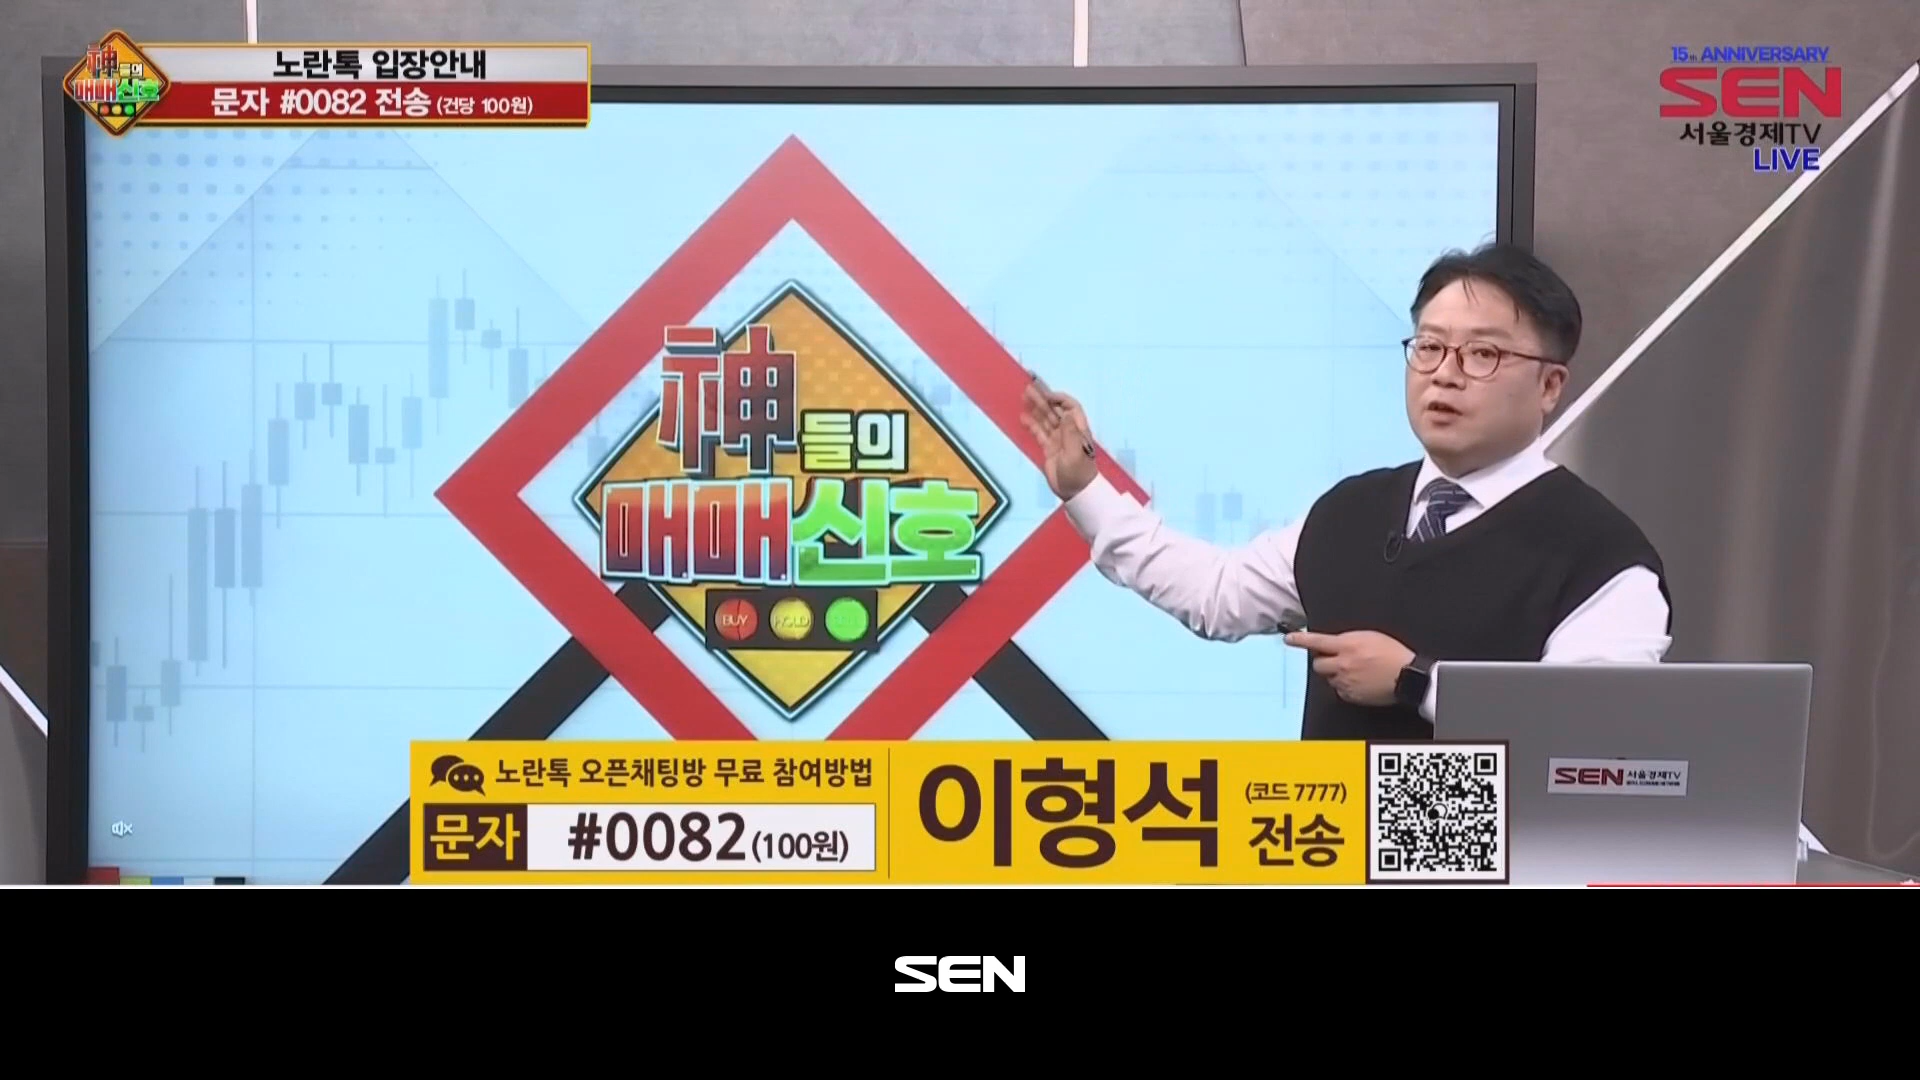 神들의
매매신호
노란톡 입장안내
문자 #0082 전송 (건당 100원)
15th ANNIVERSARY
SEN
서울경제TV
LIVE
神들의
매매신호
BUY HOLD
노란톡 오픈채팅방 무료 참여방법
문자 #0082 (100원)
이형석 (코드 7777)
전송
SEN 서울경제TV
SEN